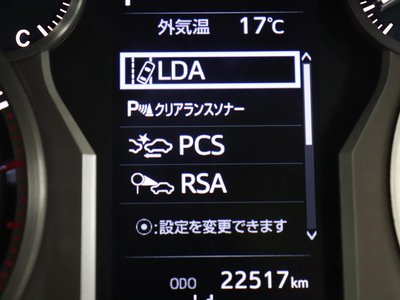 外気温 17℃
C
LDA
P クリアランスソナー
PCS
RSA
:設定を変更できます
ODO 22517km